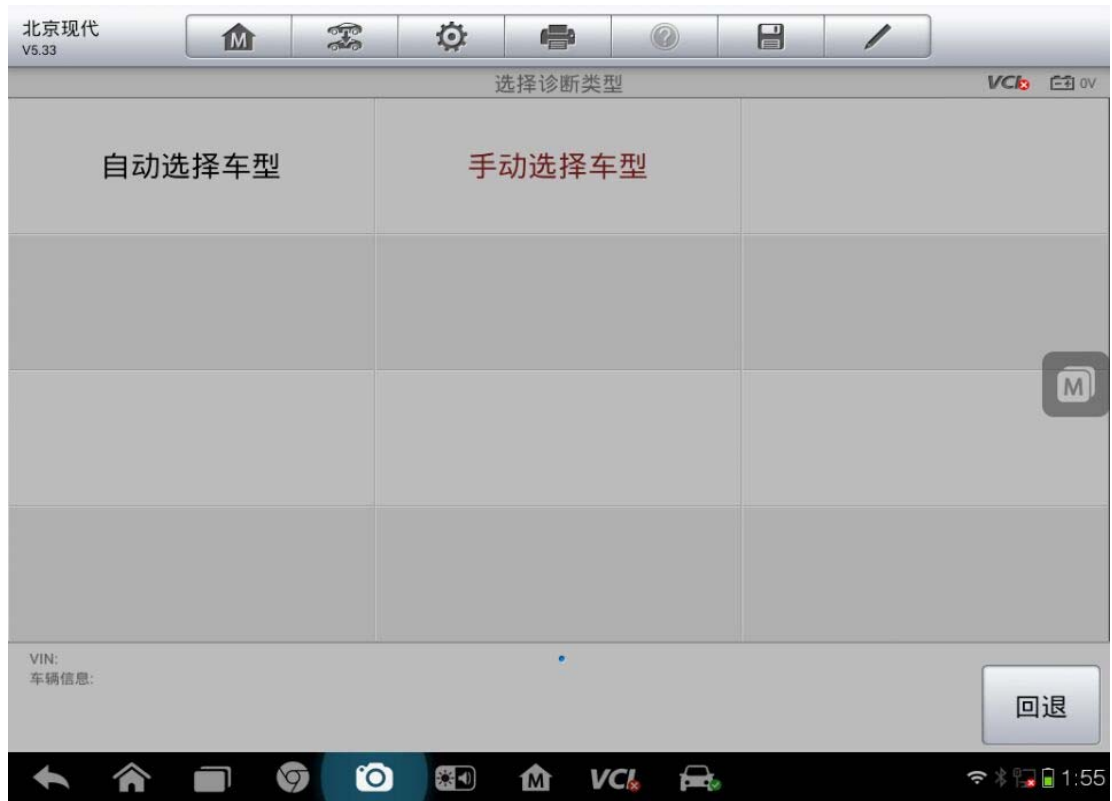 北京现代
V5.33
M
选择诊断类型
VCI
0V
自动选择车型
手动选择车型
M
VIN:
车辆信息:
回退
M
VCI
1:55